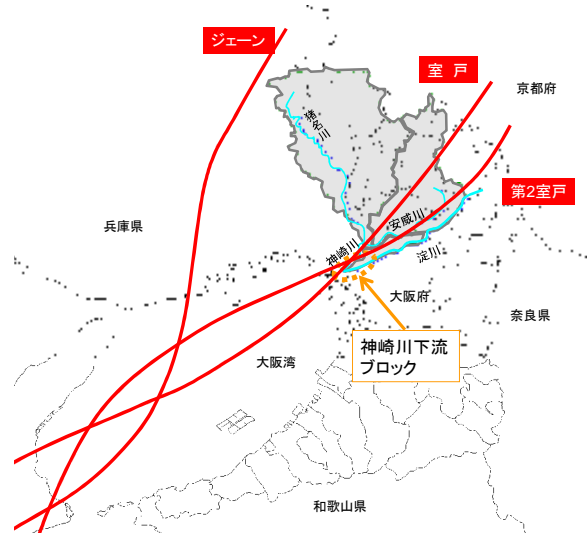 ジェーン
室 戸
京都府
猪名川
第2室戸
兵庫県
安威川
神崎川
淀川
大阪府
奈良県
神崎川下流
ブロック
大阪湾
和歌山県